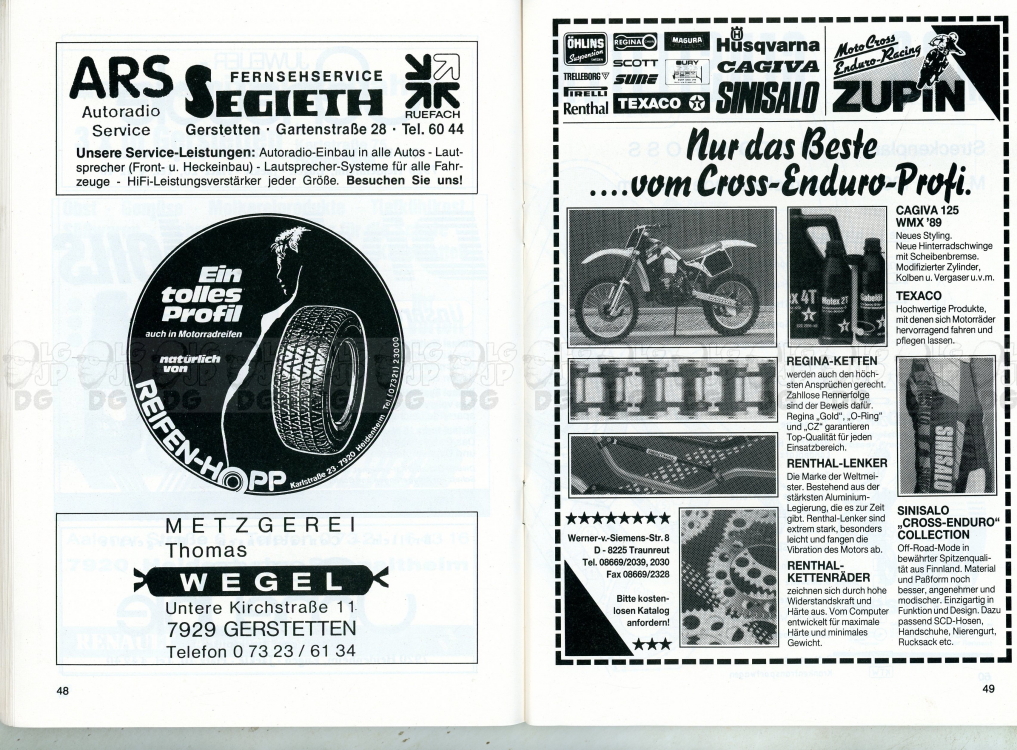 ARS
Autoradio
Service
FERNSEHSERVICE
SEGIETH
RUEFACH
Gerstetten · Gartenstraße 28 · Tel. 60 44
Unsere Service-Leistungen: Autoradio-Einbau in alle Autos - Laut-
sprecher (Front- u. Heckeinbau) - Lautsprecher-Systeme für alle Fahr-
zeuge - HiFi-Leistungsverstärker jeder Größe. Besuchen Sie uns!
Ein
tolles
Profil
auch in Motorradreifen
natürlich
von
REIFEN-HOPP
Karlstraße 23 · 7920 Heidenheim Tel. (07321) 23000
METZGEREI
Thomas
WEGEL
Untere Kirchstraße 11
7929 GERSTETTEN
Telefon 0 73 23 / 61 34
48
ÖHLINS
Suspension
REGINA
MAGURA
Husqvarna
TRELLEBORG
SCOTT
BURY
CAGIVA
PIRELLI
Renthal
TEXACO
SINISALO
MotoCross
Enduro-Racing
ZUPIN
Nur das Beste
....vom Cross-Enduro-Profi.
CAGIVA 125
WMX '89
Neues Styling.
Neue Hinterradschwinge
mit Scheibenbremse.
Modifizierter Zylinder,
Kolben u. Vergaser u.v.m.
TEXACO
Hochwertige Produkte,
mit denen sich Motorräder
hervorragend fahren und
pflegen lassen.
4T
Motex 2T
REGINA-KETTEN
werden auch den höch-
sten Ansprüchen gerecht.
Zahllose Rennerfolge
sind der Beweis dafür.
Regina „Gold“, „O-Ring“
und „CZ“ garantieren
Top-Qualität für jeden
Einsatzbereich.
RENTHAL-LENKER
Die Marke der Weltmei-
ster. Bestehend aus der
stärksten Aluminium-
Legierung, die es zur Zeit
gibt. Renthal-Lenker sind
extrem stark, besonders
leicht und fangen die
Vibration des Motors ab.
RENTHAL-
KETTENRÄDER
zeichnen sich durch hohe
Widerstandskraft und
Härte aus. Vom Computer
entwickelt für maximale
Härte und minimales
Gewicht.
SINISALO
SINISALO
„CROSS-ENDURO“
COLLECTION
Off-Road-Mode in
bewährter Spitzenquali-
tät aus Finnland. Material
und Paßform noch
besser, angenehmer und
modischer. Einzigartig in
Funktion und Design. Dazu
passend SCD-Hosen,
Handschuhe, Nierengurt,
Rucksack etc.
Werner-v.-Siemens-Str. 8
D - 8225 Traunreut
Tel. 08669/2039, 2030
Fax 08669/2328
Bitte kosten-
losen Katalog
anfordern!
49